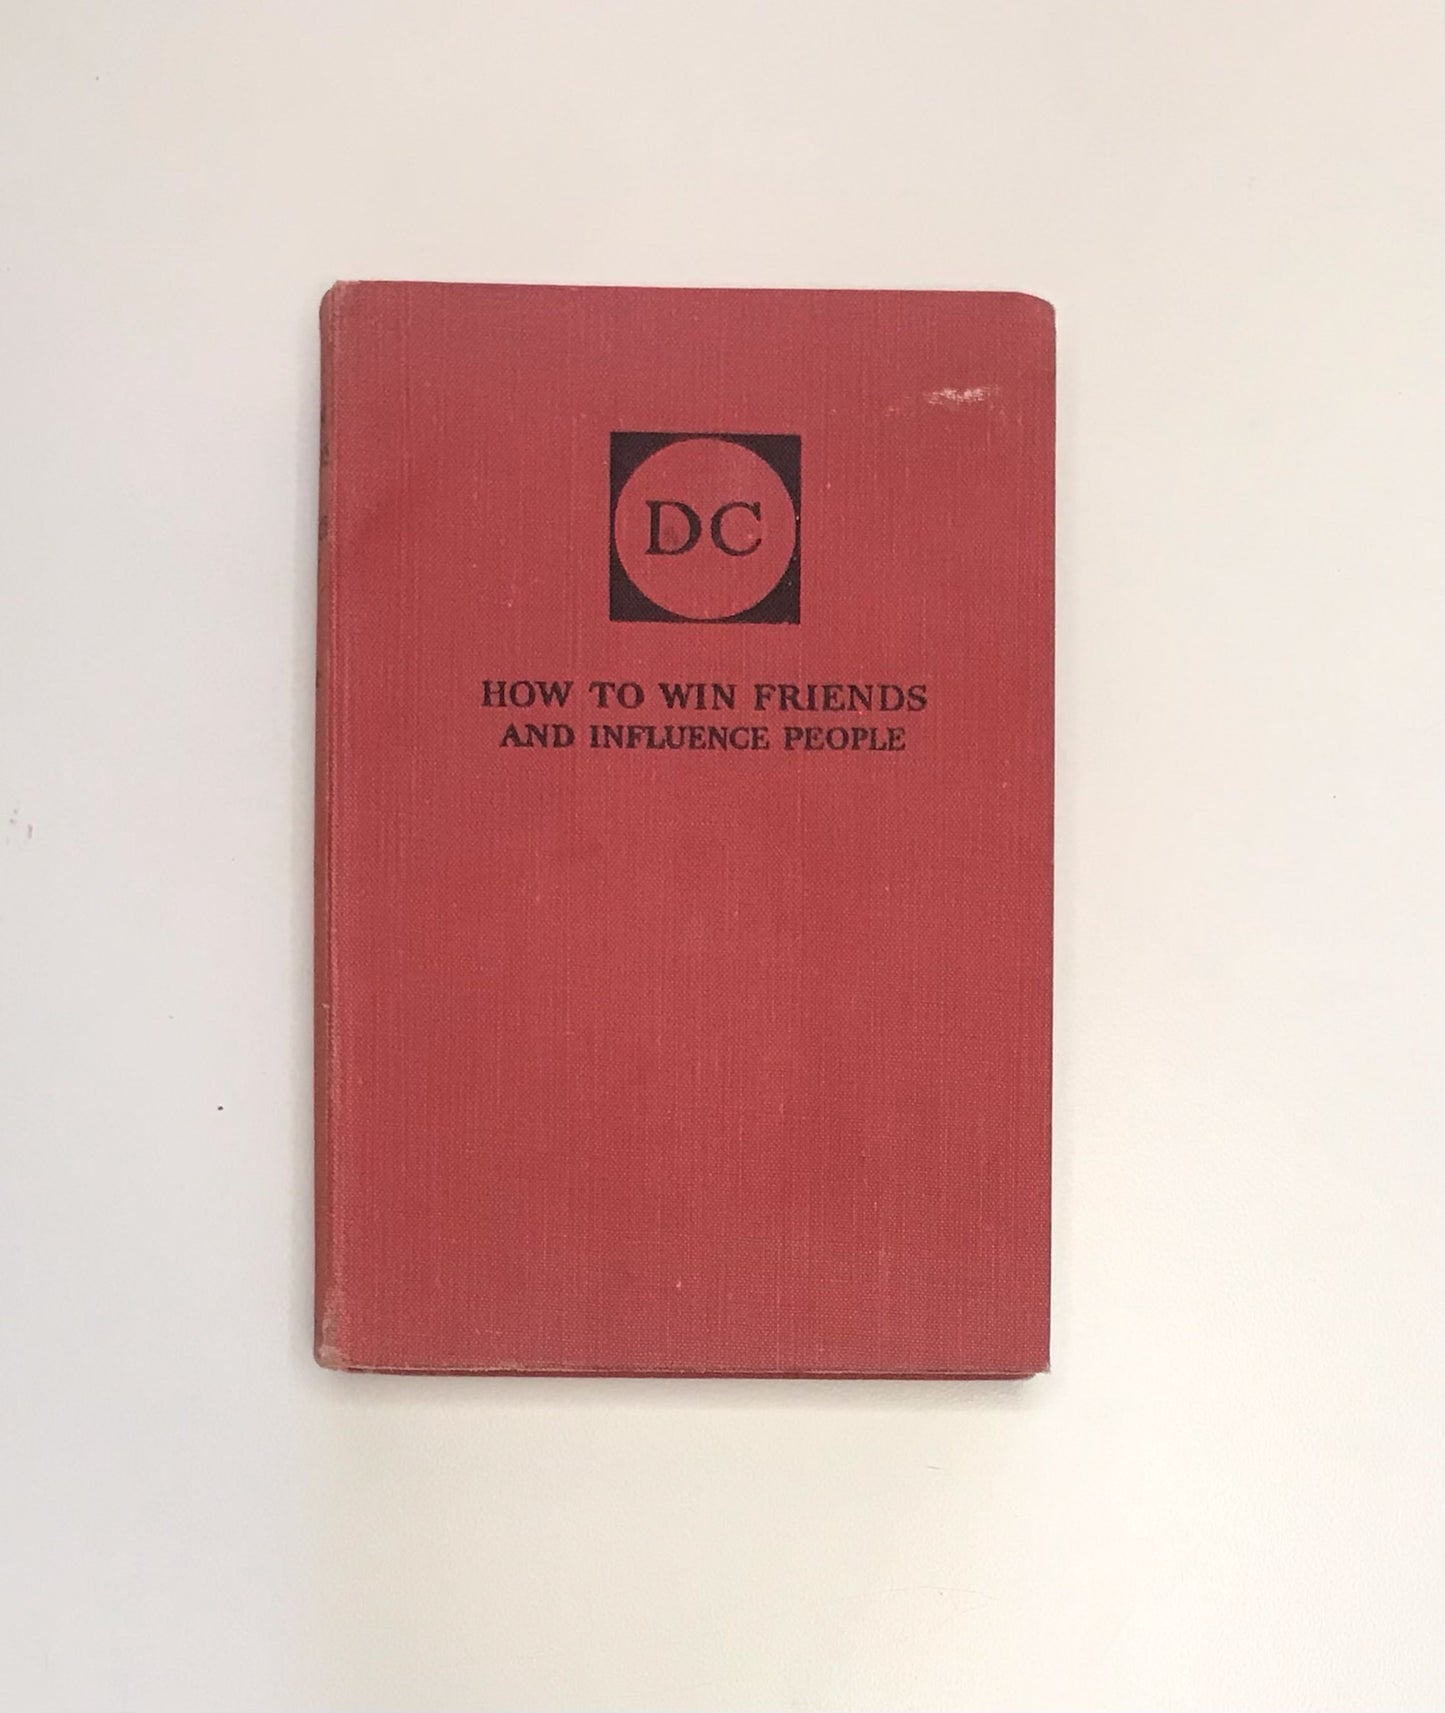 DC
HOW TO WIN FRIENDS
AND INFLUENCE PEOPLE